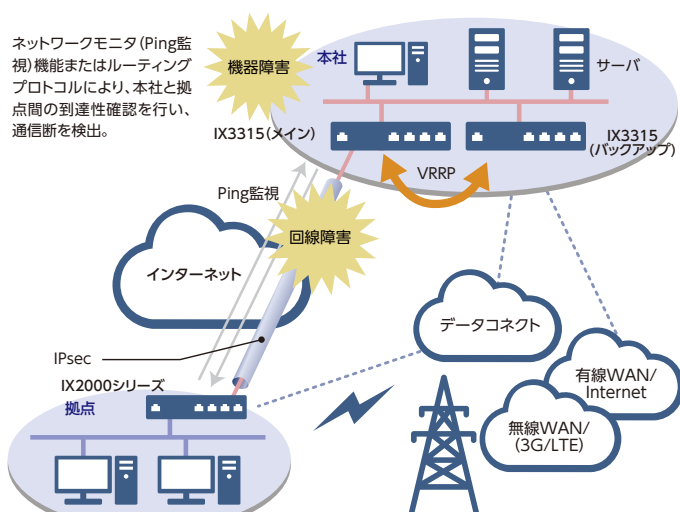 ネットワークモニタ(Ping監
視)機能またはルーティング
プロトコルにより、本社と拠
点間の到達性確認を行い、
通信断を検出。
機器障害
本社
サーバ
IX3315(メイン)
IX3315
(バックアップ)
VRRP
Ping監視
回線障害
インターネット
データコネクト
IPsec
IX2000シリーズ
拠点
有線WAN/
Internet
無線WAN/
(3G/LTE)